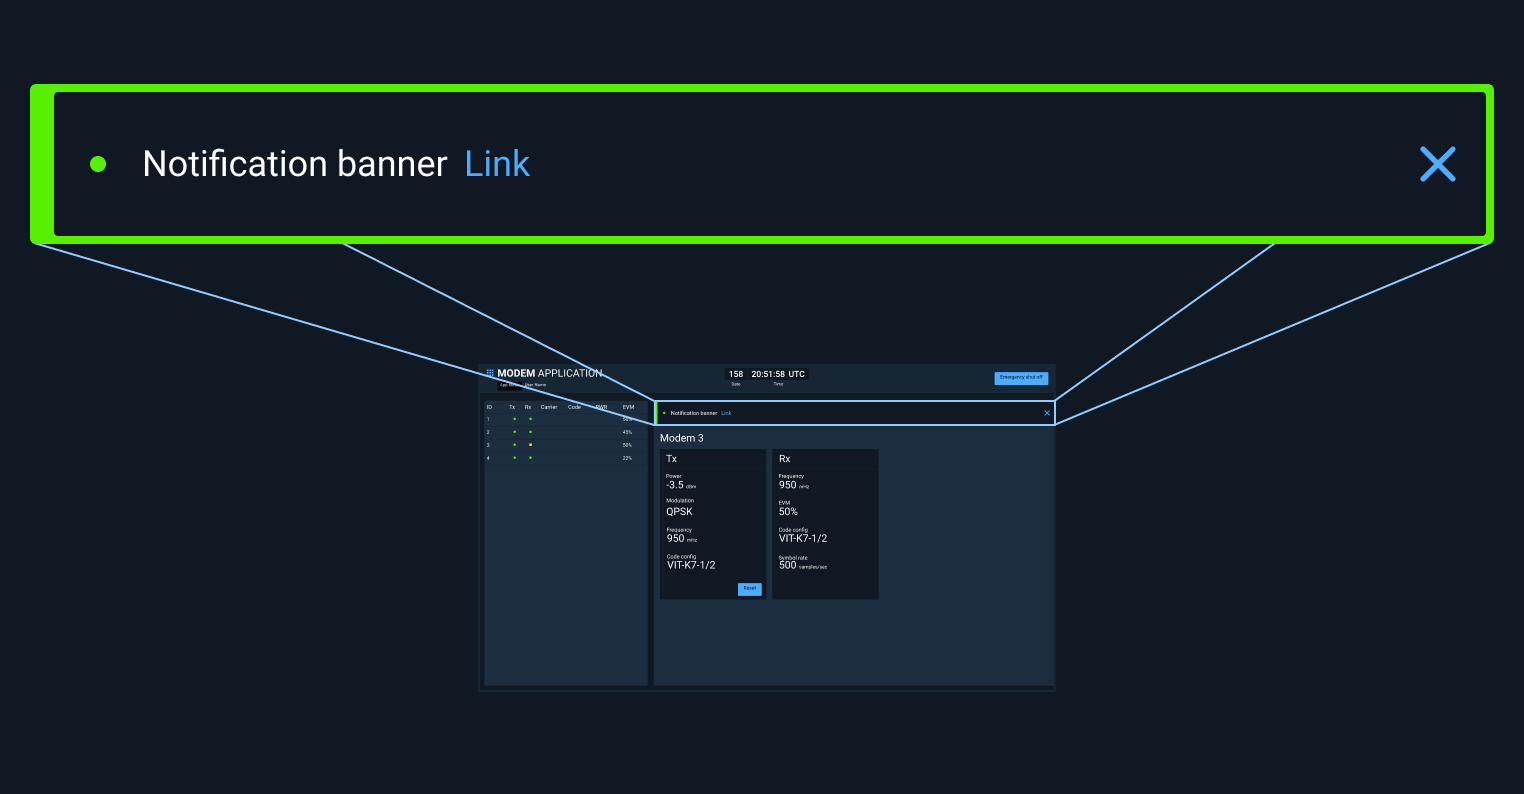 Notification banner Link
MODEM APPLICATION
User Name
158 20:51:58 UTC
Date Time
Emergency shut off
ID Tx Rx Carrier Code PWR EVM
1
2 45%
3 50%
4 22%
Notification banner Link
Modem 3
Tx
Power
-3.5 dBm
Modulation
QPSK
Frequency
950 mHz
Code config
VIT-K7-1/2
Reset
Rx
Frequency
950 mHz
EVM
50%
Code config
VIT-K7-1/2
Symbol rate
500 samples/sec